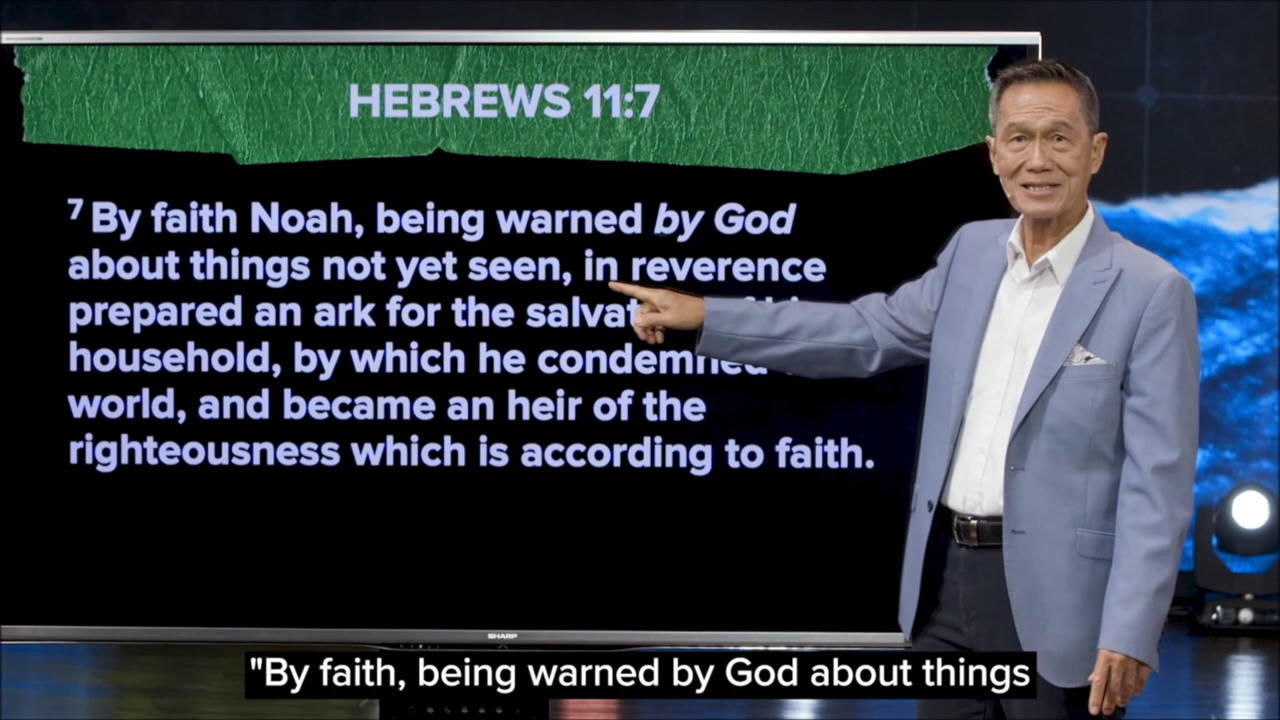 HEBREWS 11:7
7 By faith Noah, being warned by God
about things not yet seen, in reverence
prepared an ark for the
household, by which he condemned
world, and became an heir of the
righteousness which is according to faith.
SHARP
"By faith, being warned by God about things